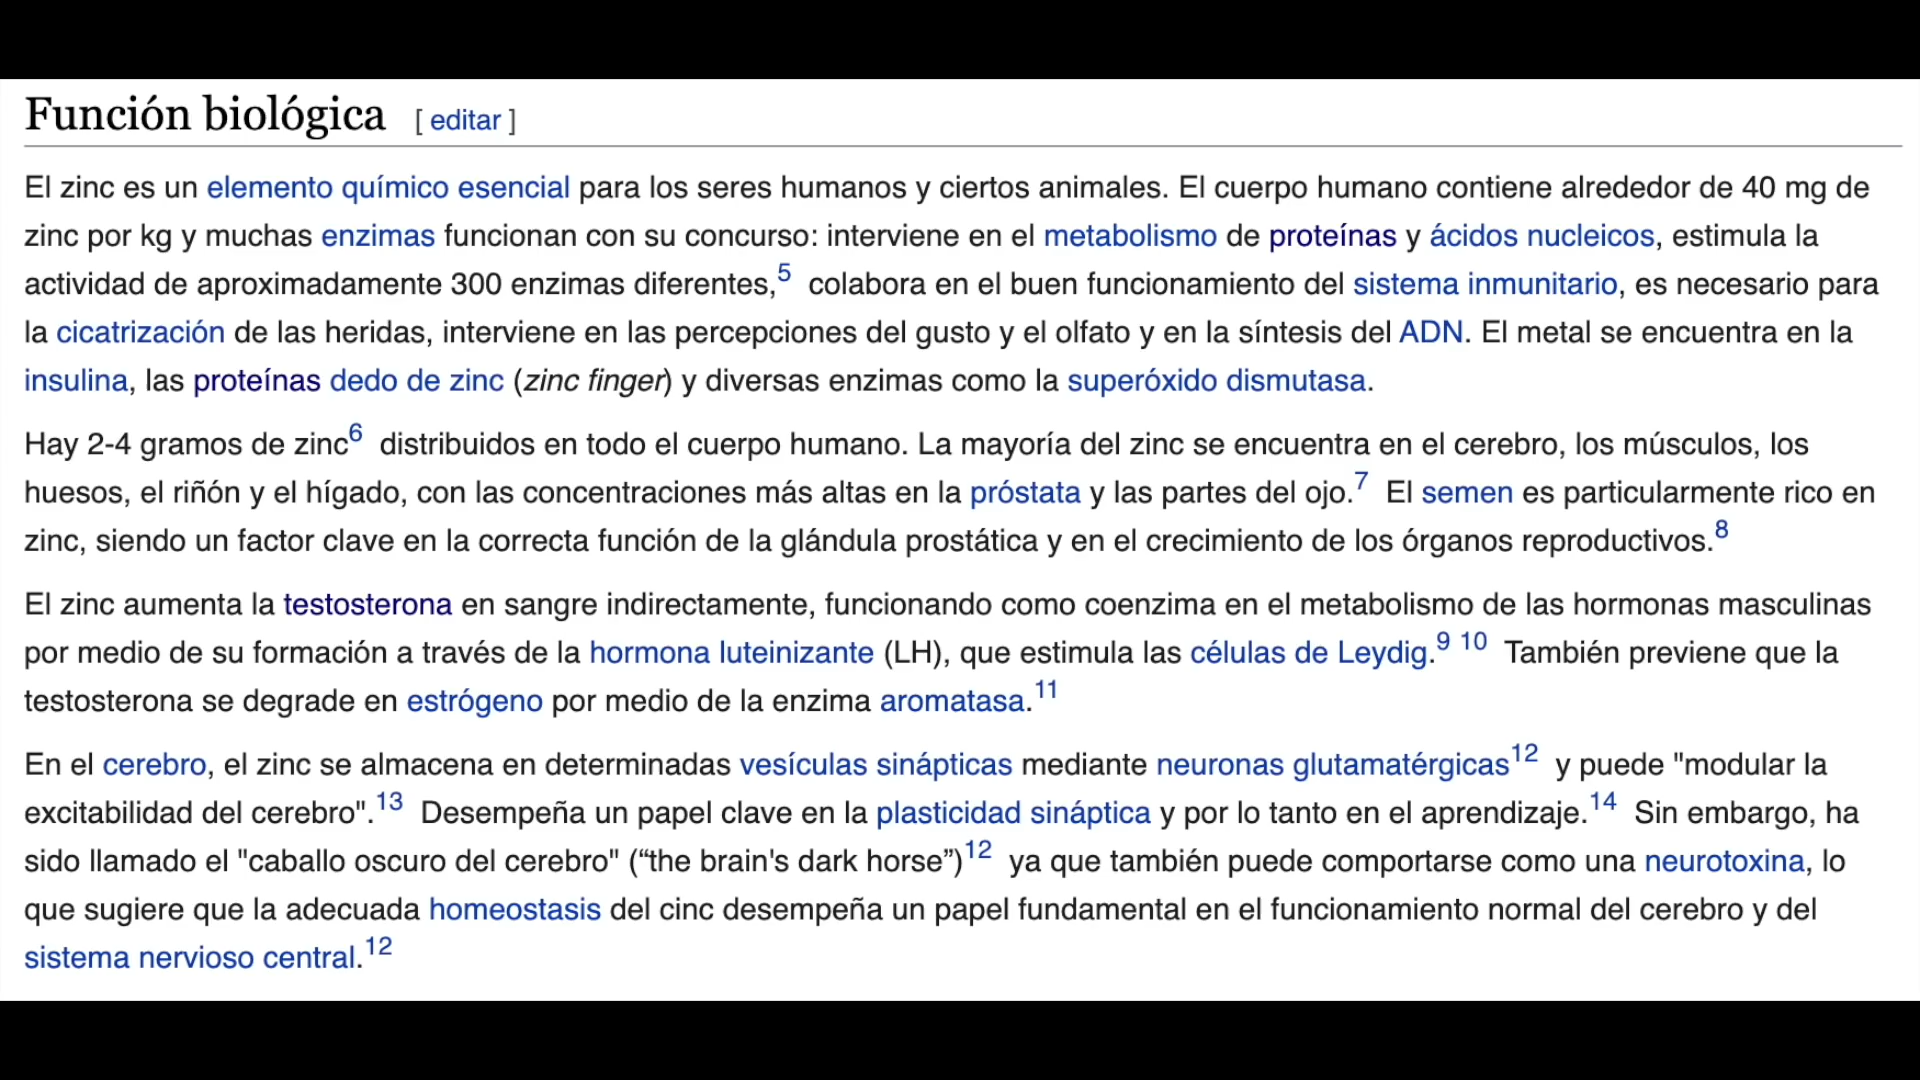 Función biológica [ editar ]
El zinc es un elemento químico esencial para los seres humanos y ciertos animales. El cuerpo humano contiene alrededor de 40 mg de
zinc por kg y muchas enzimas funcionan con su concurso: interviene en el metabolismo de proteínas y ácidos nucleicos, estimula la
actividad de aproximadamente 300 enzimas diferentes,5 colabora en el buen funcionamiento del sistema inmunitario, es necesario para
la cicatrización de las heridas, interviene en las percepciones del gusto y el olfato y en la síntesis del ADN. El metal se encuentra en la
insulina, las proteínas dedo de zinc (zinc finger) y diversas enzimas como la superóxido dismutasa.
Hay 2-4 gramos de zinc6 distribuidos en todo el cuerpo humano. La mayoría del zinc se encuentra en el cerebro, los músculos, los
huesos, el riñón y el hígado, con las concentraciones más altas en la próstata y las partes del ojo.7 El semen es particularmente rico en
zinc, siendo un factor clave en la correcta función de la glándula prostática y en el crecimiento de los órganos reproductivos.8
El zinc aumenta la testosterona en sangre indirectamente, funcionando como coenzima en el metabolismo de las hormonas masculinas
por medio de su formación a través de la hormona luteinizante (LH), que estimula las células de Leydig.9 10 También previene que la
testosterona se degrade en estrógeno por medio de la enzima aromatasa.11
En el cerebro, el zinc se almacena en determinadas vesículas sinápticas mediante neuronas glutamatérgicas12 y puede "modular la
excitabilidad del cerebro".13 Desempeña un papel clave en la plasticidad sináptica y por lo tanto en el aprendizaje.14 Sin embargo, ha
sido llamado el "caballo oscuro del cerebro" (“the brain's dark horse”)12 ya que también puede comportarse como una neurotoxina, lo
que sugiere que la adecuada homeostasis del cinc desempeña un papel fundamental en el funcionamiento normal del cerebro y del
sistema nervioso central.12